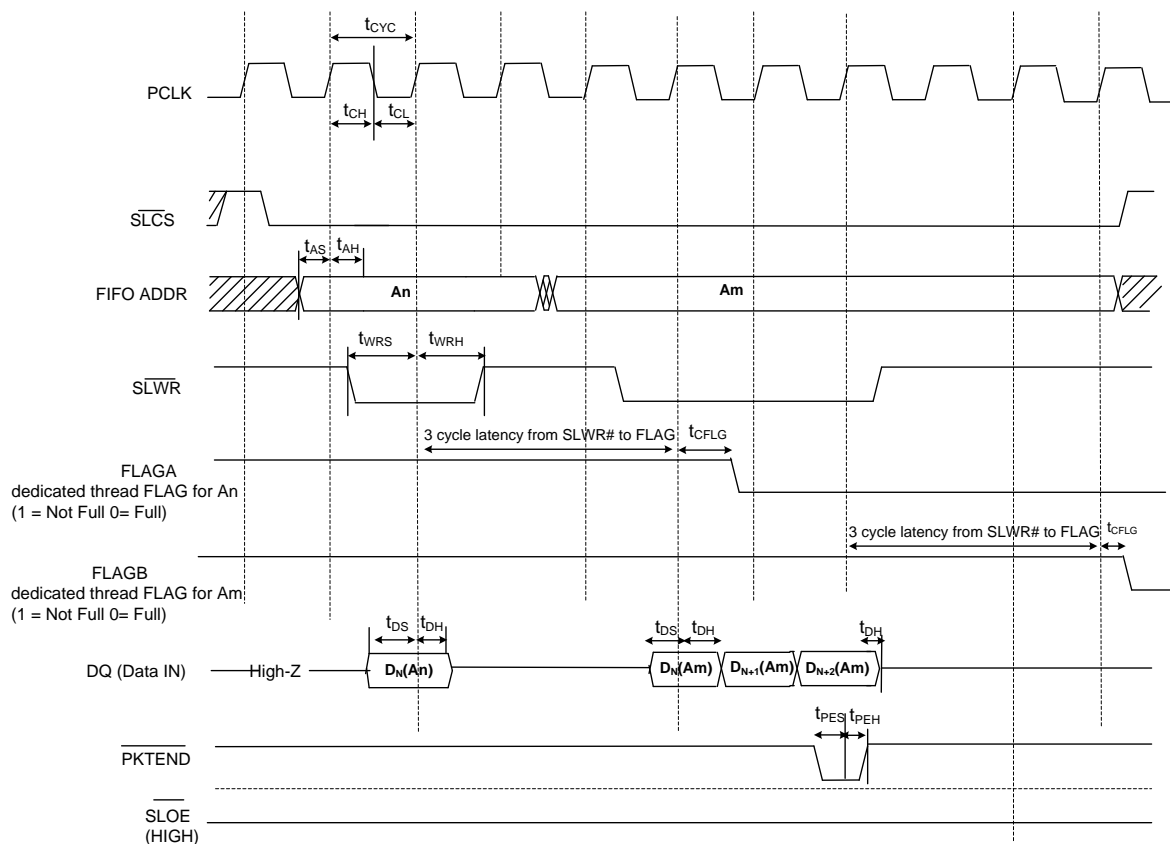 tCYC
PCLK
tCH
tCL
SLCS
tAS
tAH
FIFO ADDR
An
Am
tWRS
tWRH
SLWR
3 cycle latency from SLWR# to FLAG
tCFLG
FLAGA
dedicated thread FLAG for An
(1 = Not Full 0= Full)
3 cycle latency from SLWR# to FLAG
tCFLG
FLAGB
dedicated thread FLAG for Am
(1 = Not Full 0= Full)
tDS
tDH
tDS
tDH
tDH
DQ (Data IN)
High-Z
DN(An)
DN(Am)
DN+1(Am)
DN+2(Am)
tPES
tPEH
PKTEND
SLOE
(HIGH)